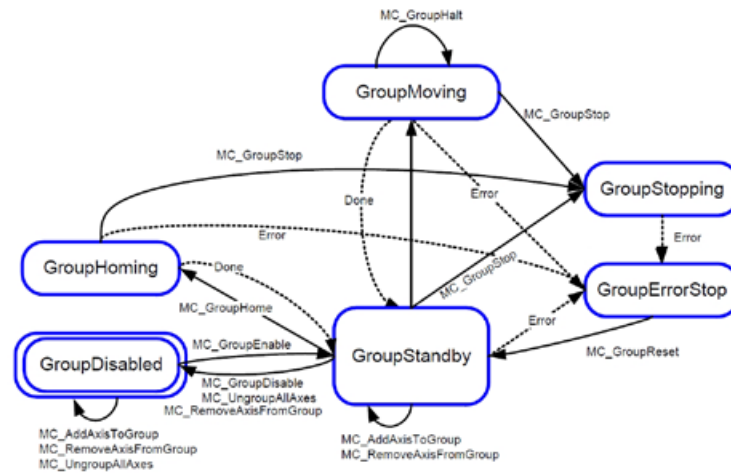 MC_GroupHalt
GroupMoving
MC_GroupStop
MC_GroupStop
GroupStopping
Done
Error
Error
Error
GroupHoming
Done
MC_GroupStop
GroupErrorStop
MC_GroupHome
Error
MC_GroupEnable
GroupStandby
MC_GroupReset
GroupDisabled
MC_GroupDisable
MC_UngroupAllAxes
MC_RemoveAxisFromGroup
MC_AddAxisToGroup
MC_RemoveAxisFromGroup
MC_UngroupAllAxes
MC_AddAxisToGroup
MC_RemoveAxisFromGroup